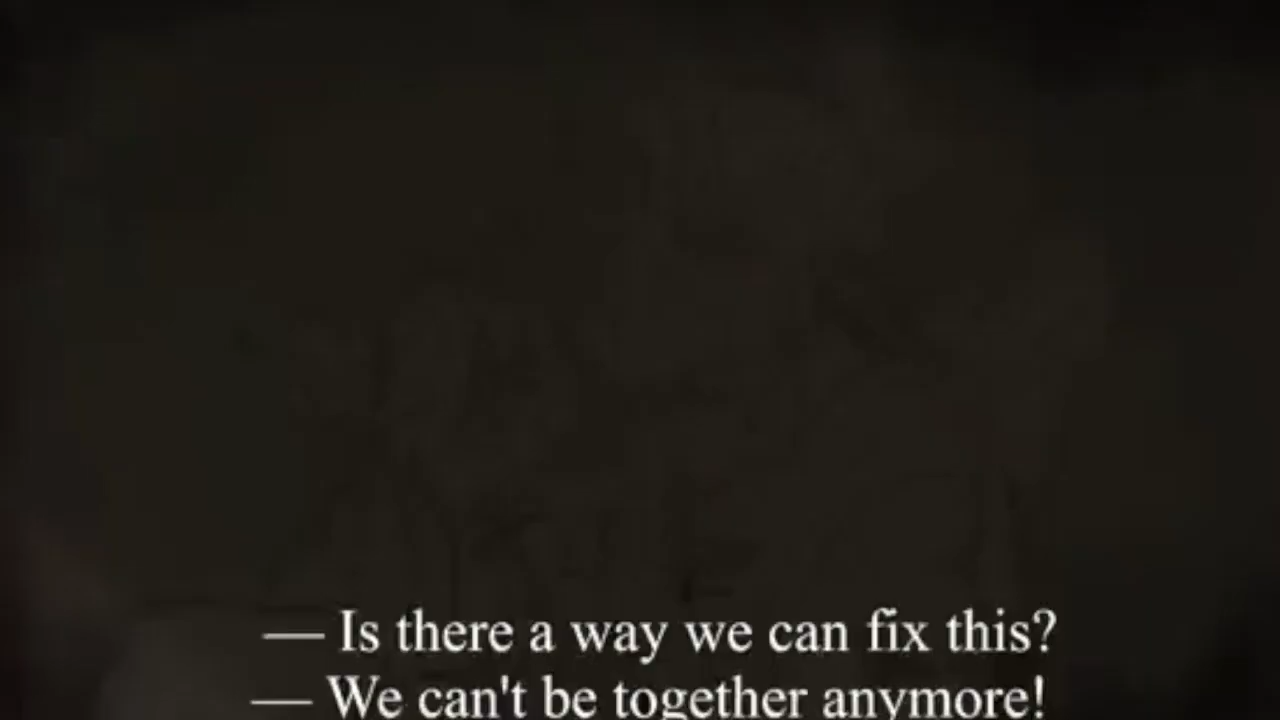 — Is there a way we can fix this?
— We can't be together anymore!